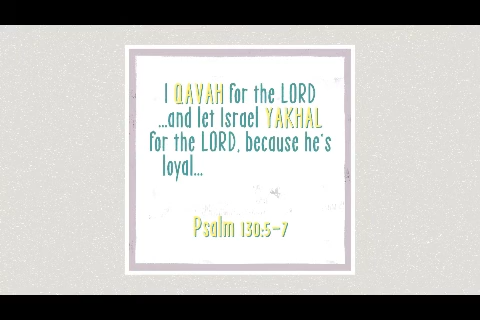 I QAVAH for the LORD
...and let Israel YAKHAL
for the LORD, because he's
loyal...
Psalm 130:5-7